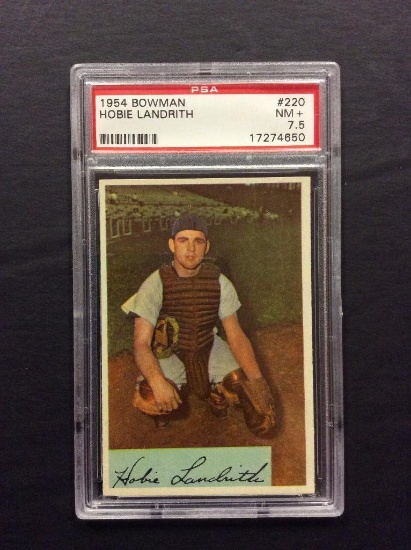 PSA
1954 BOWMAN #220
HOBIE LANDRITH NM+
7.5
17274650
Hobie Landrith